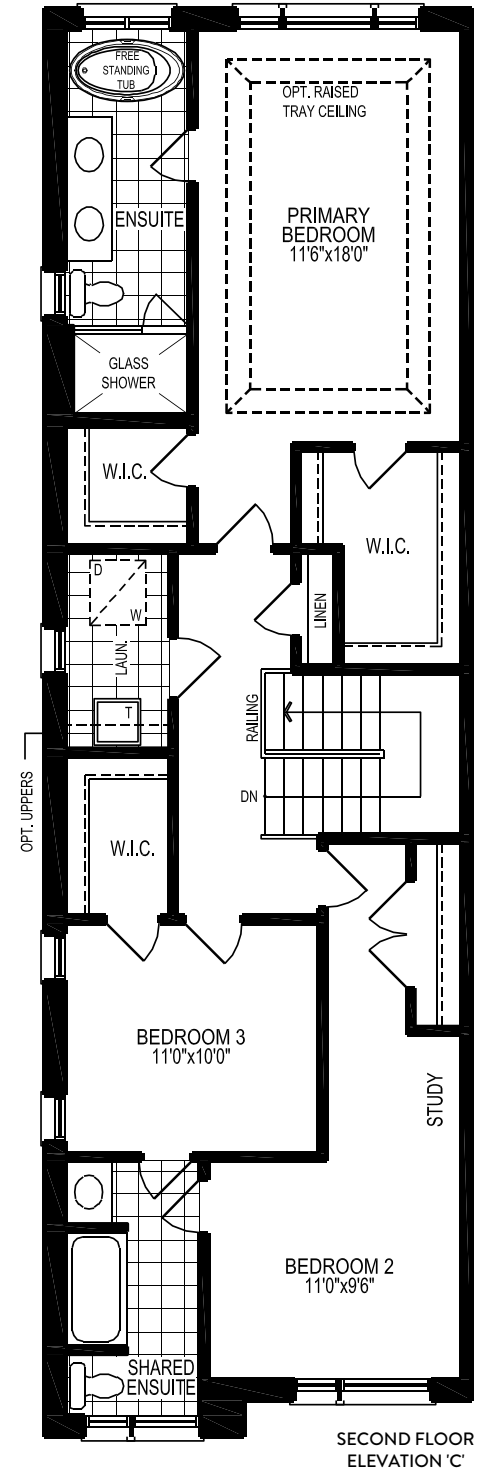 FREE
STANDING
TUB
OPT. RAISED
TRAY CEILING
ENSUITE
PRIMARY
BEDROOM
11'6"x18'0"
GLASS
SHOWER
W.I.C.
W.I.C.
D
W
LAUN.
T
LINEN
RAILING
DN
OPT. UPPERS
W.I.C.
BEDROOM 3
11'0"x10'0"
STUDY
BEDROOM 2
11'0"x9'6"
SHARED
ENSUITE
SECOND FLOOR
ELEVATION 'C'